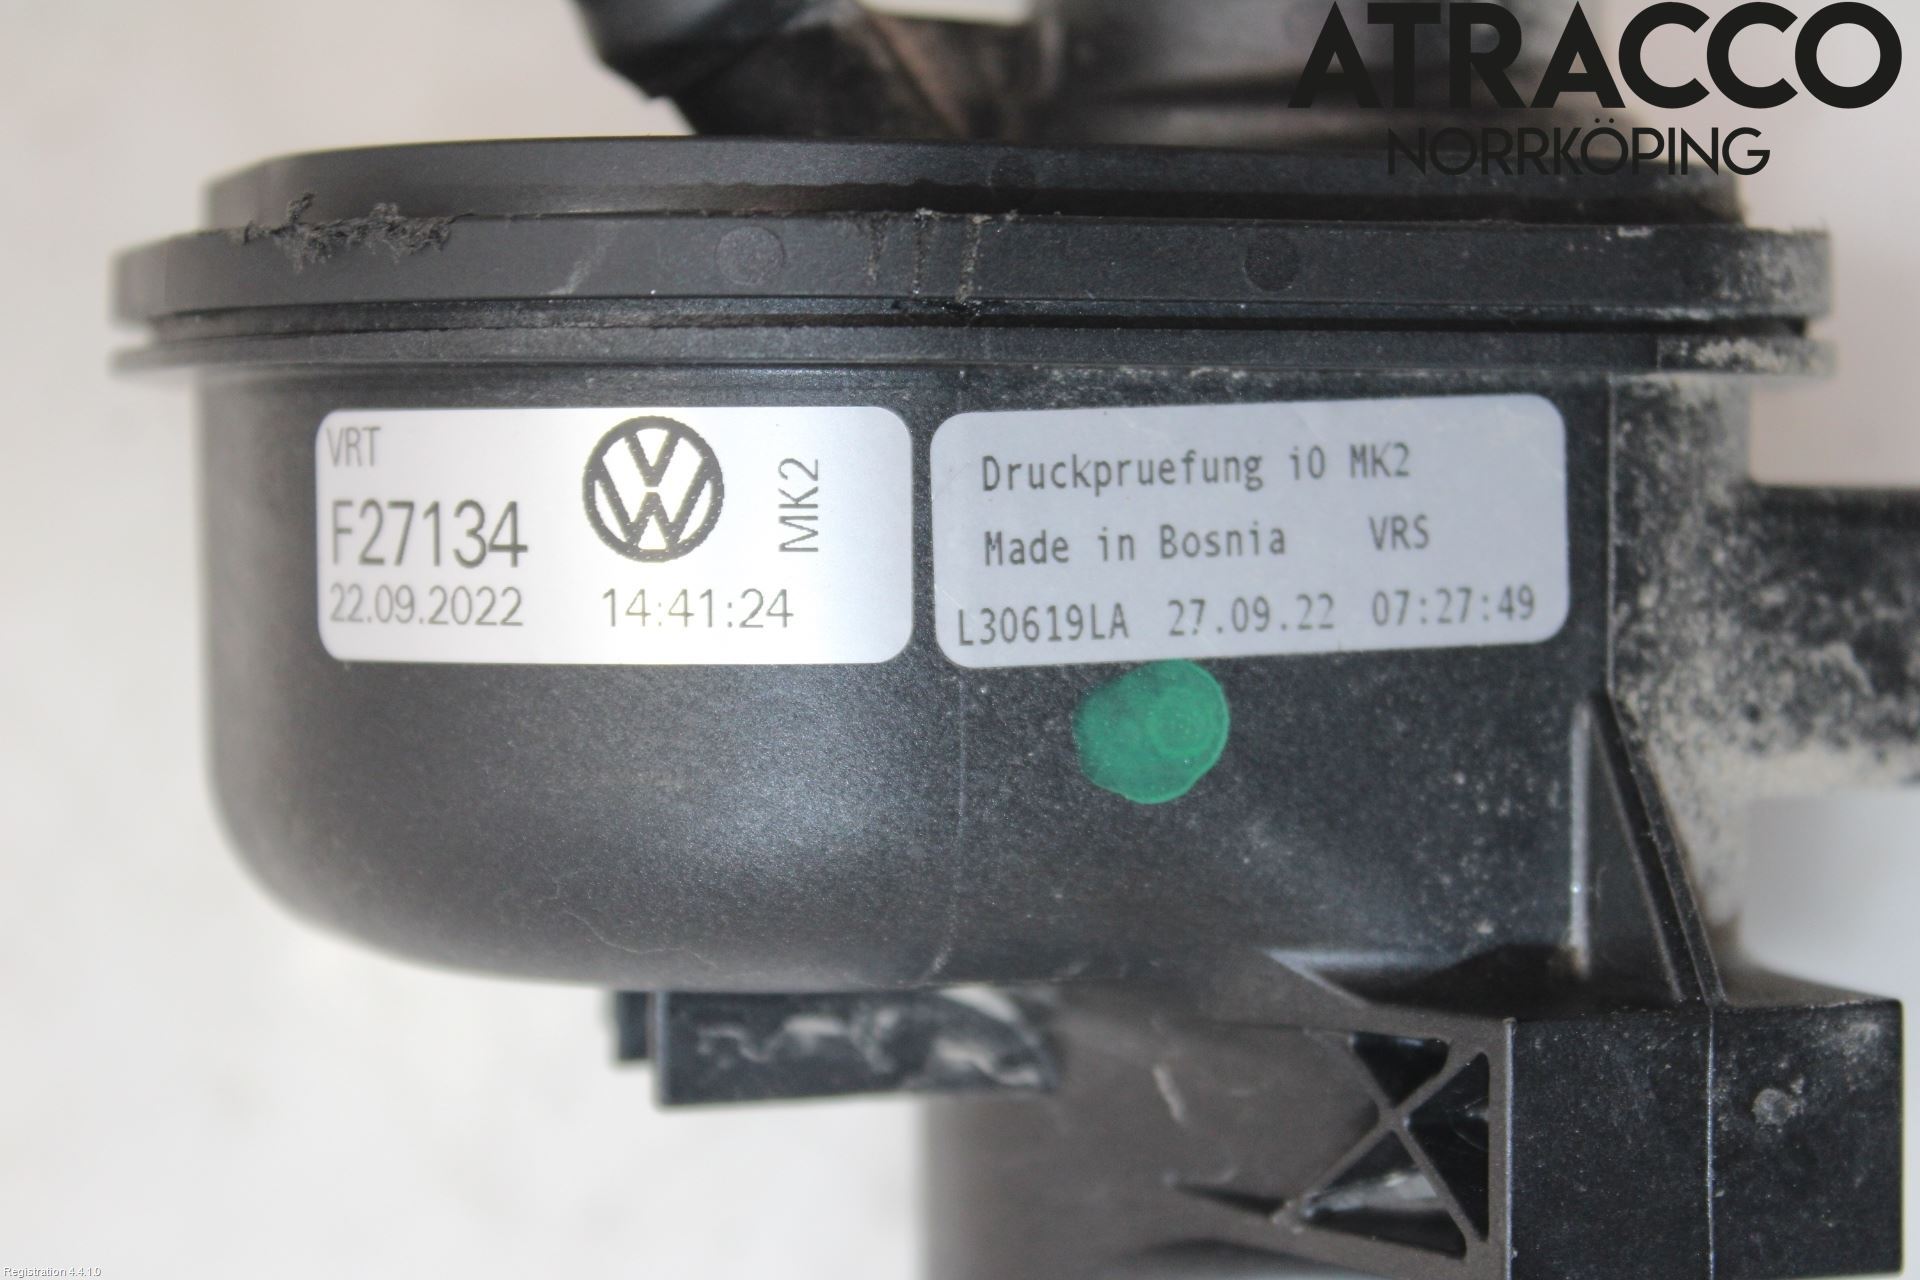 ATRACCO
NORRKÖPING
VRT
F27134
22.09.2022 14:41:24
MK2
Druckpruefung i0 MK2
Made in Bosnia VRS
L30619LA 27.09.22 07:27:49
Registration 4.4.1.0